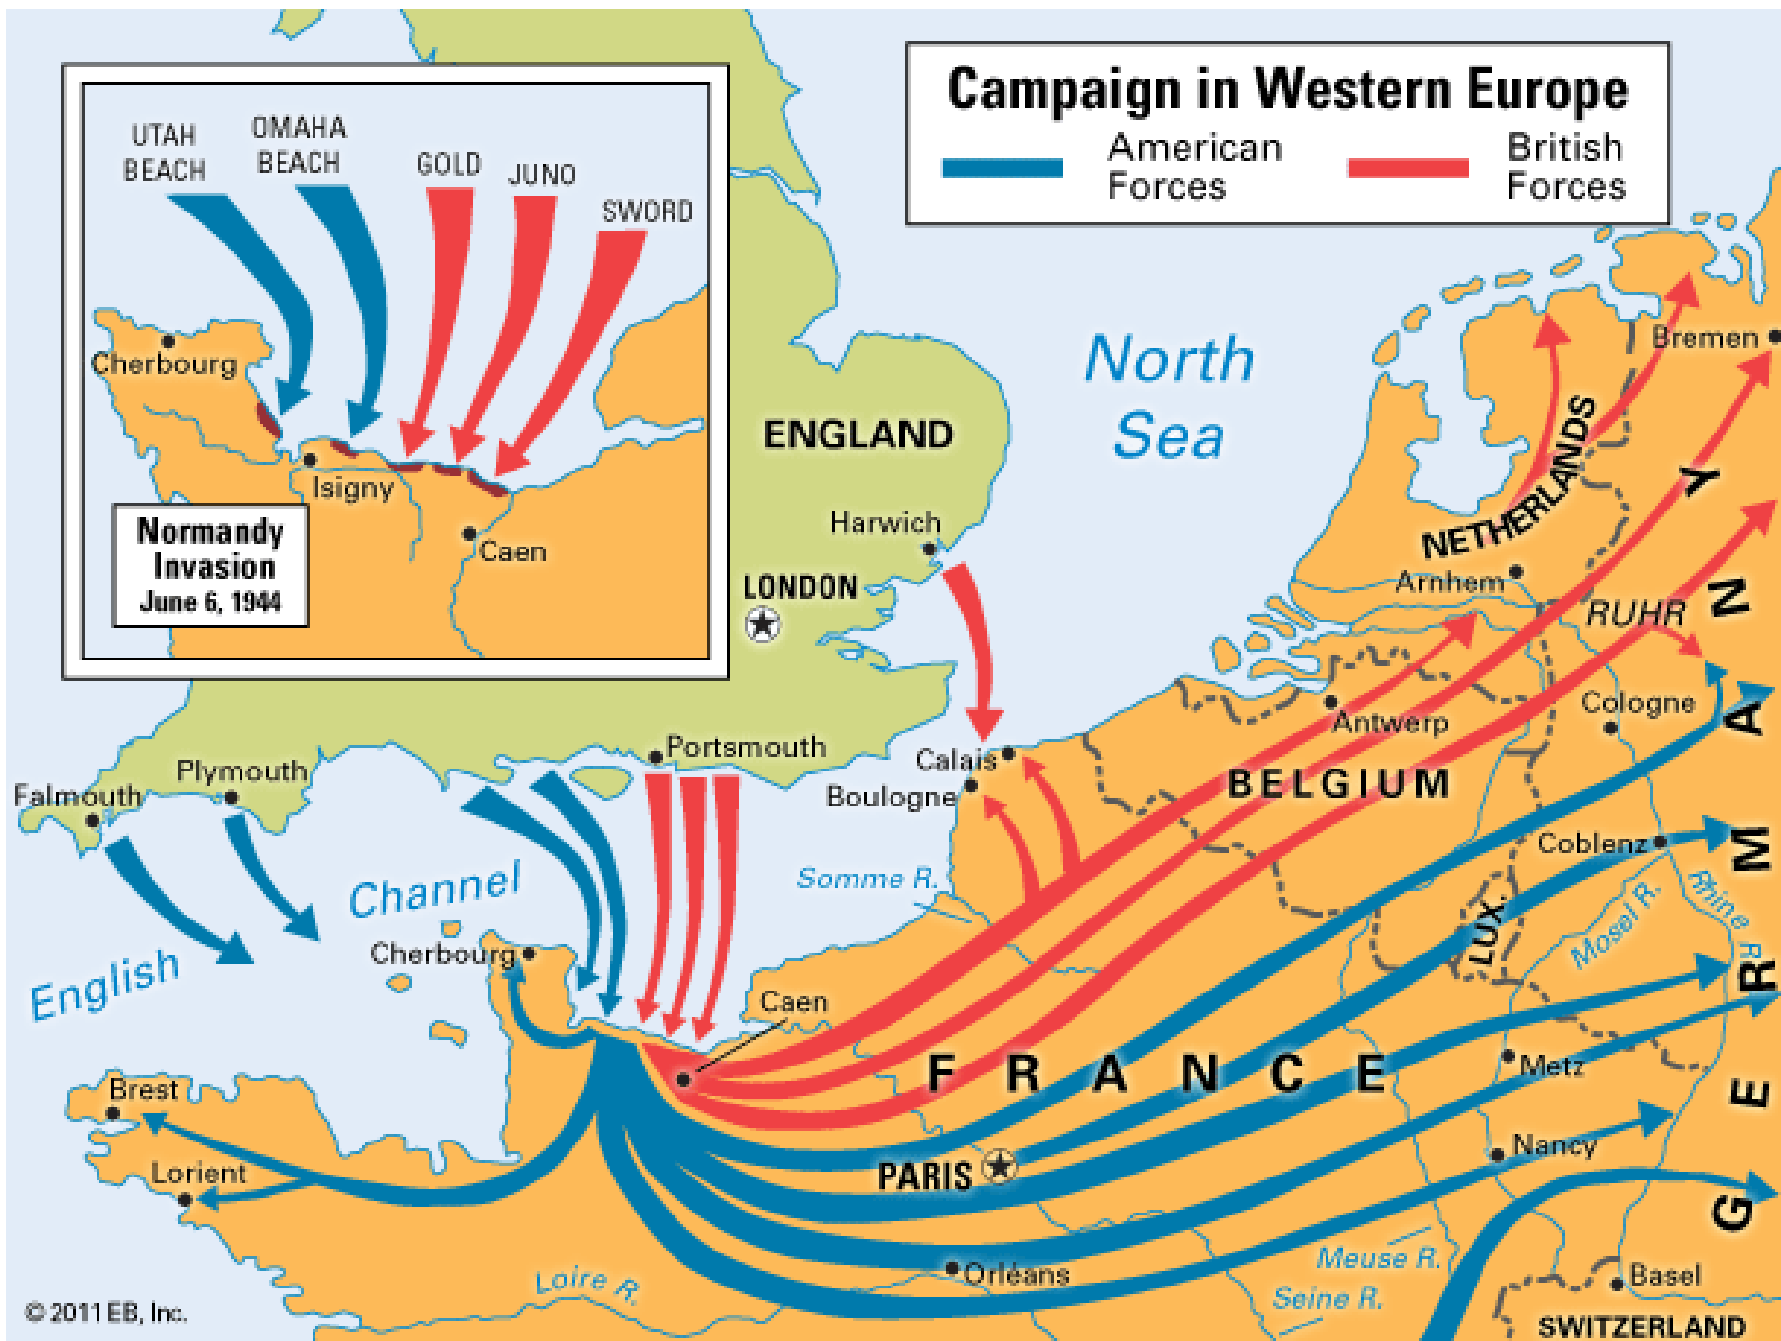 Campaign in Western Europe
American
Forces
British
Forces
UTAH
BEACH
OMAHA
BEACH
GOLD
JUNO
SWORD
Cherbourg
Isigny
Caen
Normandy
Invasion
June 6, 1944
North
Sea
ENGLAND
Harwich
LONDON
Bremen
NETHERLANDS
Arnhem
RUHR
Cologne
Antwerp
BELGIUM
Portsmouth
Plymouth
Falmouth
Calais
Boulogne
Somme R.
English
Channel
Cherbourg
Caen
Coblenz
LUX.
Mosel R.
Rhine R.
GERMANY
FRANCE
Metz
Nancy
Brest
Lorient
PARIS
Orléans
Loire R.
Meuse R.
Seine R.
Basel
SWITZERLAND
© 2011 EB, Inc.